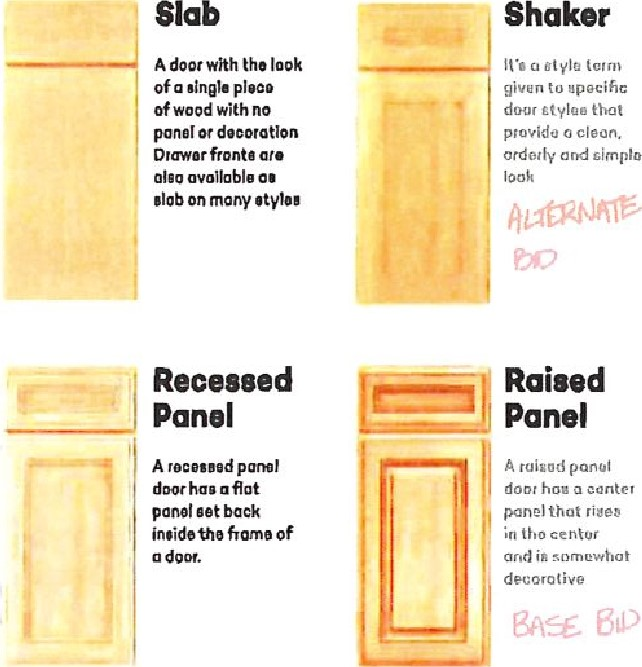 Slab
A door with the look
of a single piece
of wood with no
panel or decoration
Drawer fronts are
also available as
slab on many styles
Shaker
It's a style term
given to specific
door styles that
provide a clean,
orderly and simple
look
ALTERNATE
BID
Recessed
Panel
A recessed panel
door has a flat
panel set back
inside the frame of
a door.
Raised
Panel
A raised panel
door has a center
panel that rises
in the center
and is somewhat
decorative
BASE BID